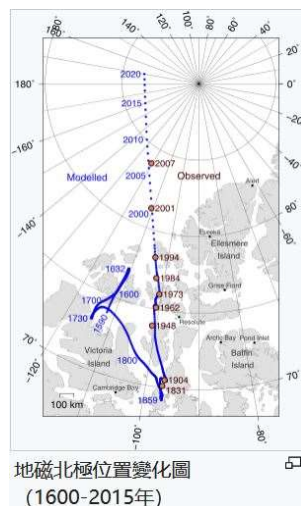 180° 160° 140° 120° 100° 80° 60° 40° 20°
180°
20°
0°
-160°
-20°
-140°
-40°
-60°
70°
-120°
-100°
-80°
70°
2020
2015
2010
2007
Modelled
Observed
2005
2001
2000
Alert
Eureka
Ellesmere
Island
1994
1984
1632
1973
Grise Fiord
1600
1700
1962
1730
1590
Resolute
1948
Victoria
Island
1800
Arctic Bay
Pond Inlet
Baffin
Island
Cambridge Bay
1904
1831
1859
100 km
地磁北極位置變化圖
（1600-2015年）